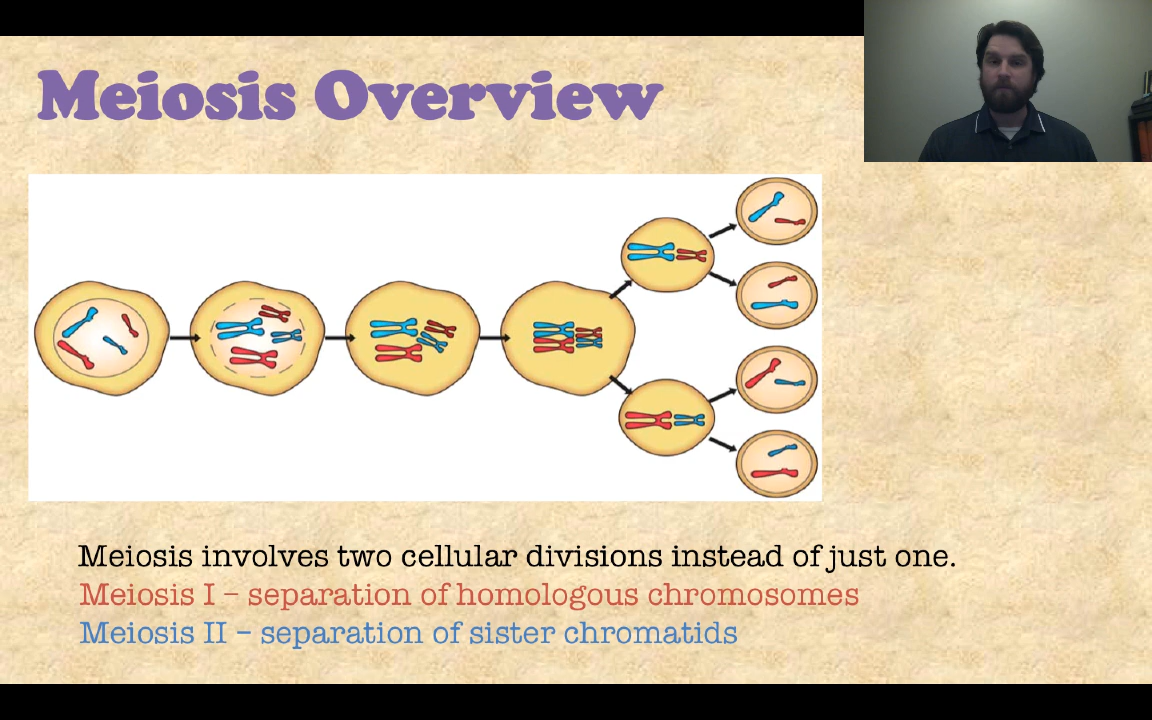 Meiosis Overview
Meiosis involves two cellular divisions instead of just one.
Meiosis I – separation of homologous chromosomes
Meiosis II – separation of sister chromatids